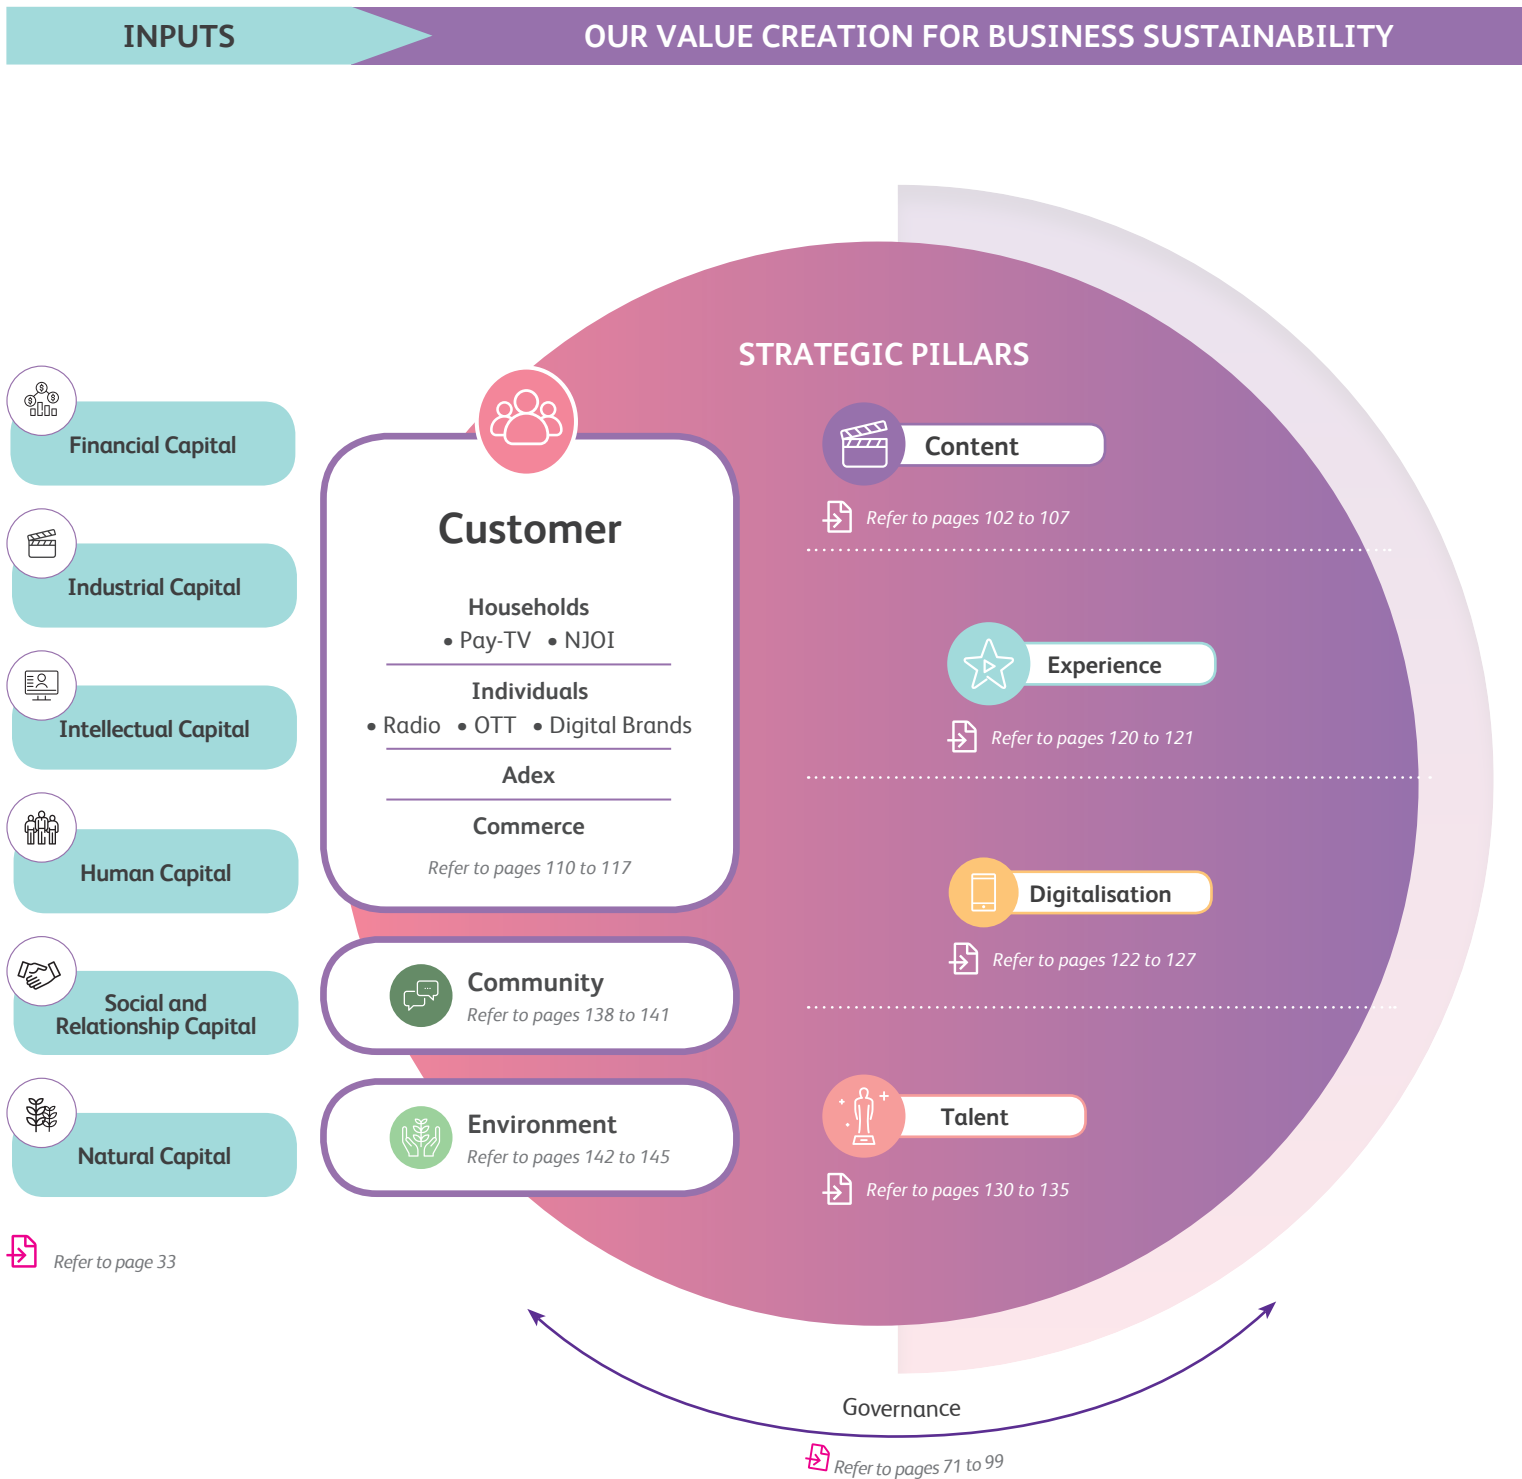 INPUTS
OUR VALUE CREATION FOR BUSINESS SUSTAINABILITY
Financial Capital
Industrial Capital
Intellectual Capital
Human Capital
Social and
Relationship Capital
Natural Capital
Refer to page 33
Customer
Households
• Pay-TV • NJOI
Individuals
• Radio • OTT • Digital Brands
Adex
Commerce
Refer to pages 110 to 117
Community
Refer to pages 138 to 141
Environment
Refer to pages 142 to 145
STRATEGIC PILLARS
Content
Refer to pages 102 to 107
Experience
Refer to pages 120 to 121
Digitalisation
Refer to pages 122 to 127
Talent
Refer to pages 130 to 135
Governance
Refer to pages 71 to 99